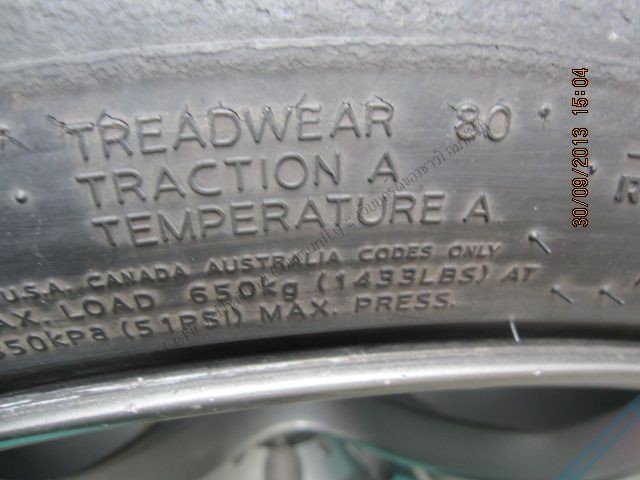 TREADWEAR 80
TRACTION A
TEMPERATURE A
U.S.A. CANADA AUSTRALIA CODES ONLY
MAX. LOAD 650kg (1433LBS) AT
350kPa (51PSI) MAX. PRESS.
R
30/09/2013 15:04